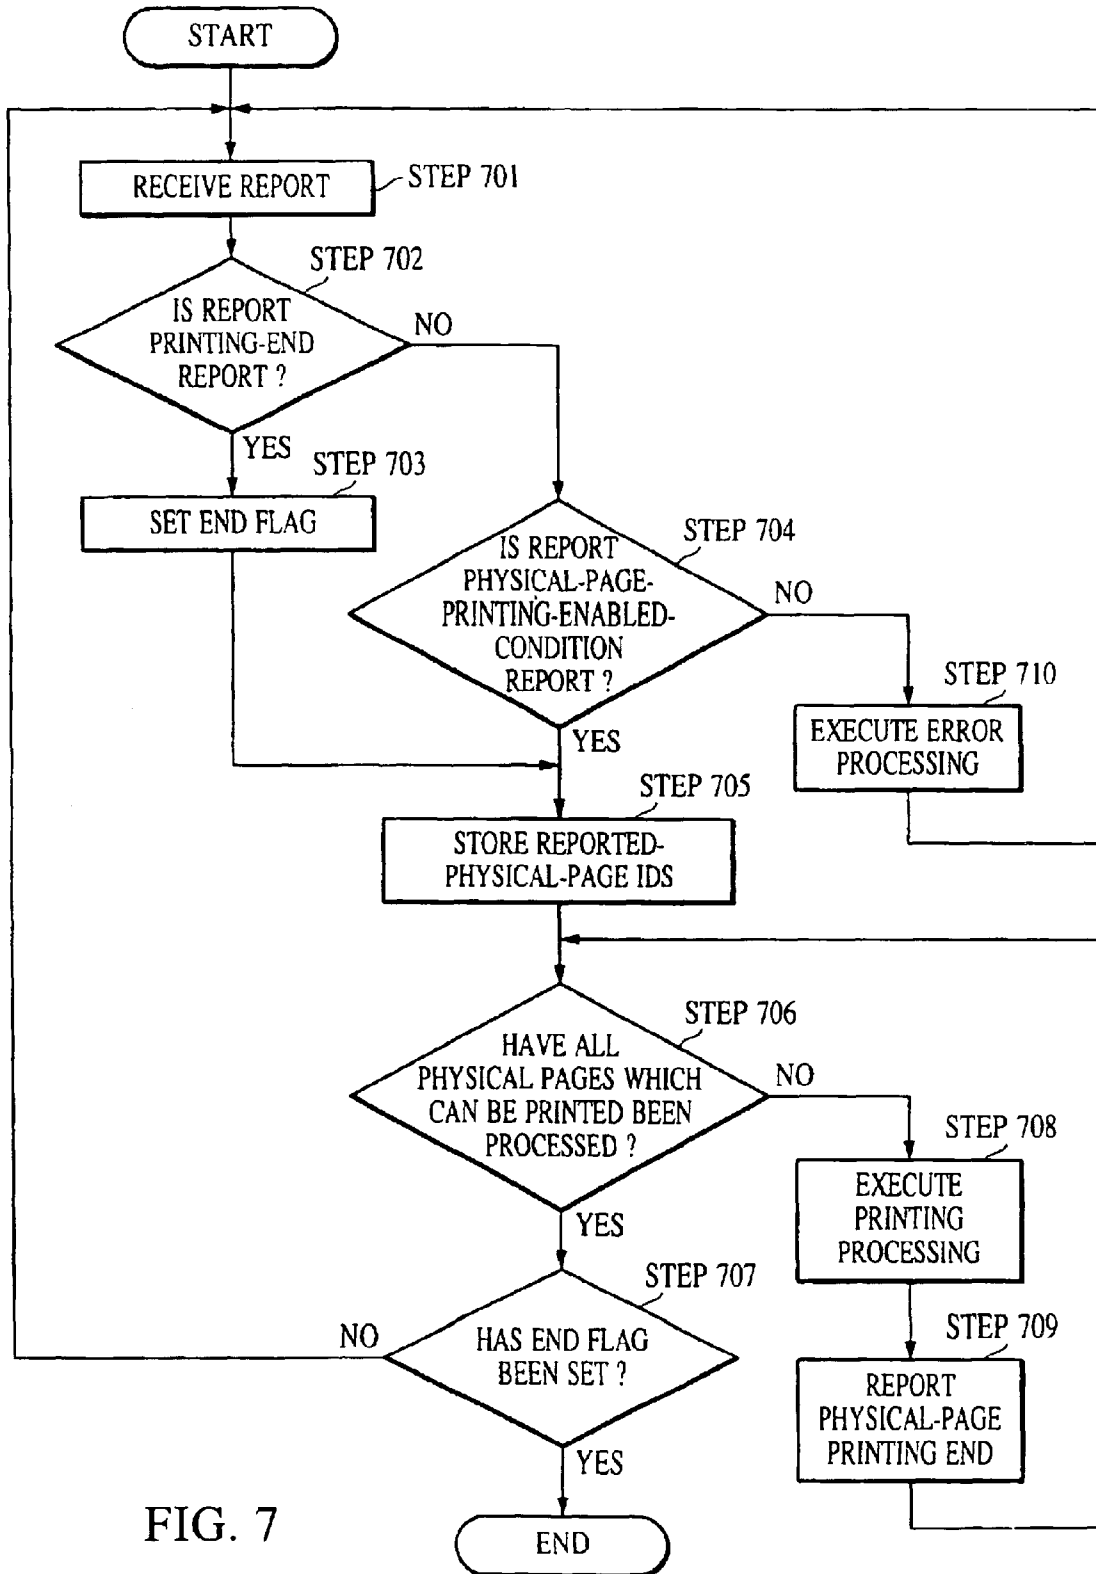 START
RECEIVE REPORT
STEP 701
STEP 702
IS REPORT
PRINTING-END
REPORT ?
NO
YES
STEP 703
SET END FLAG
STEP 704
IS REPORT
PHYSICAL-PAGE-
PRINTING-ENABLED-
CONDITION
REPORT ?
NO
YES
STEP 710
EXECUTE ERROR
PROCESSING
STEP 705
STORE REPORTED-
PHYSICAL-PAGE IDS
STEP 706
HAVE ALL
PHYSICAL PAGES WHICH
CAN BE PRINTED BEEN
PROCESSED ?
NO
YES
STEP 708
EXECUTE
PRINTING
PROCESSING
STEP 707
HAS END FLAG
BEEN SET ?
NO
YES
STEP 709
REPORT
PHYSICAL-PAGE
PRINTING END
END
FIG. 7